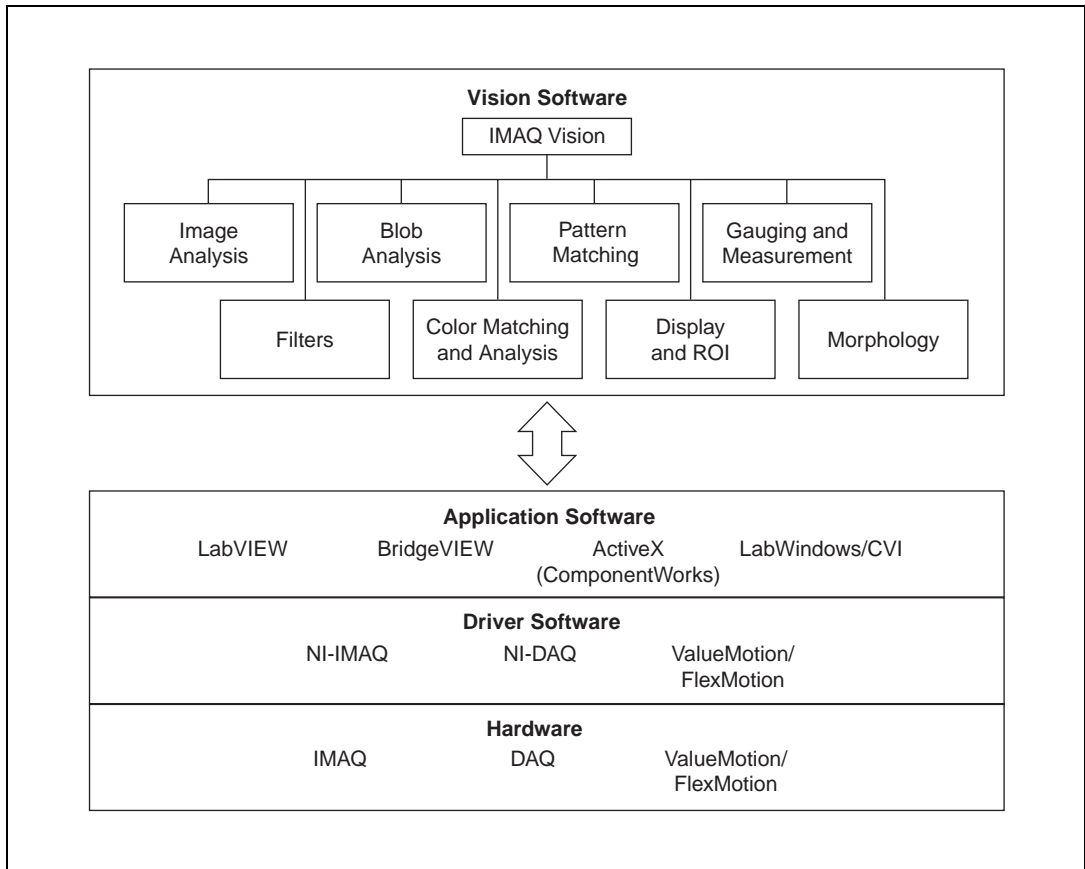 Vision Software
IMAQ Vision
Image
Analysis
Blob
Analysis
Pattern
Matching
Gauging and
Measurement
Filters
Color Matching
and Analysis
Display
and ROI
Morphology
Application Software
LabVIEW
BridgeVIEW
ActiveX
(ComponentWorks)
LabWindows/CVI
Driver Software
NI-IMAQ
NI-DAQ
ValueMotion/
FlexMotion
Hardware
IMAQ
DAQ
ValueMotion/
FlexMotion